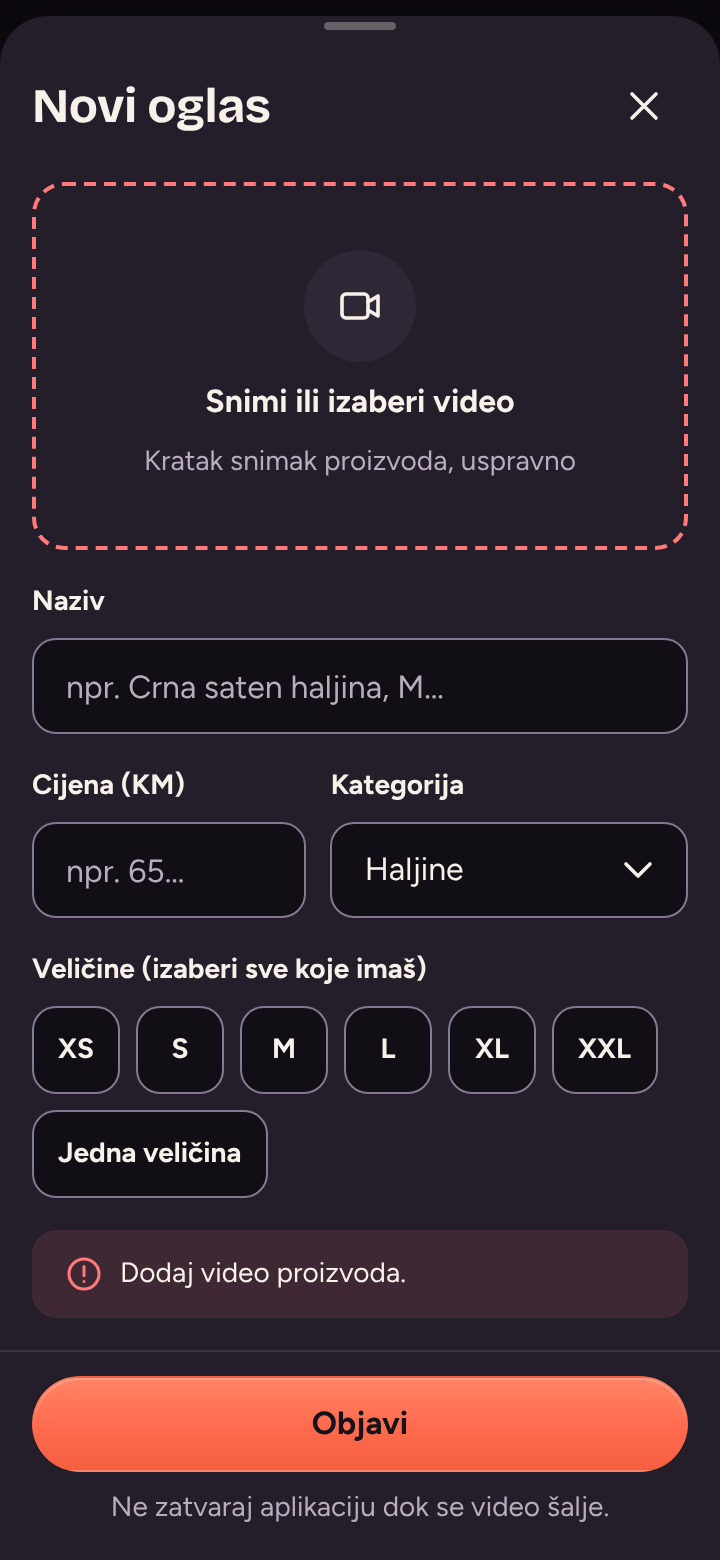 Novi oglas
Snimi ili izaberi video
Kratak snimak proizvoda, uspravno
Naziv
npr. Crna saten haljina, M...
Cijena (KM) Kategorija
npr. 65... Haljine
Veličine (izaberi sve koje imaš)
XS S M L XL XXL
Jedna veličina
Dodaj video proizvoda.
Objavi
Ne zatvaraj aplikaciju dok se video šalje.